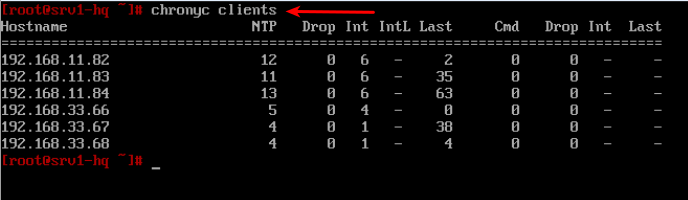 [root@srv1-hq ~]# chronyc clients
Hostname NTP Drop Int IntL Last Cmd Drop Int Last
===============================================================================
192.168.11.82 12 0 6 - 2 0 0 - -
192.168.11.83 11 0 6 - 35 0 0 - -
192.168.11.84 13 0 6 - 63 0 0 - -
192.168.33.66 5 0 4 - 0 0 0 - -
192.168.33.67 4 0 1 - 38 0 0 - -
192.168.33.68 4 0 1 - 4 0 0 - -
[root@srv1-hq ~]# _